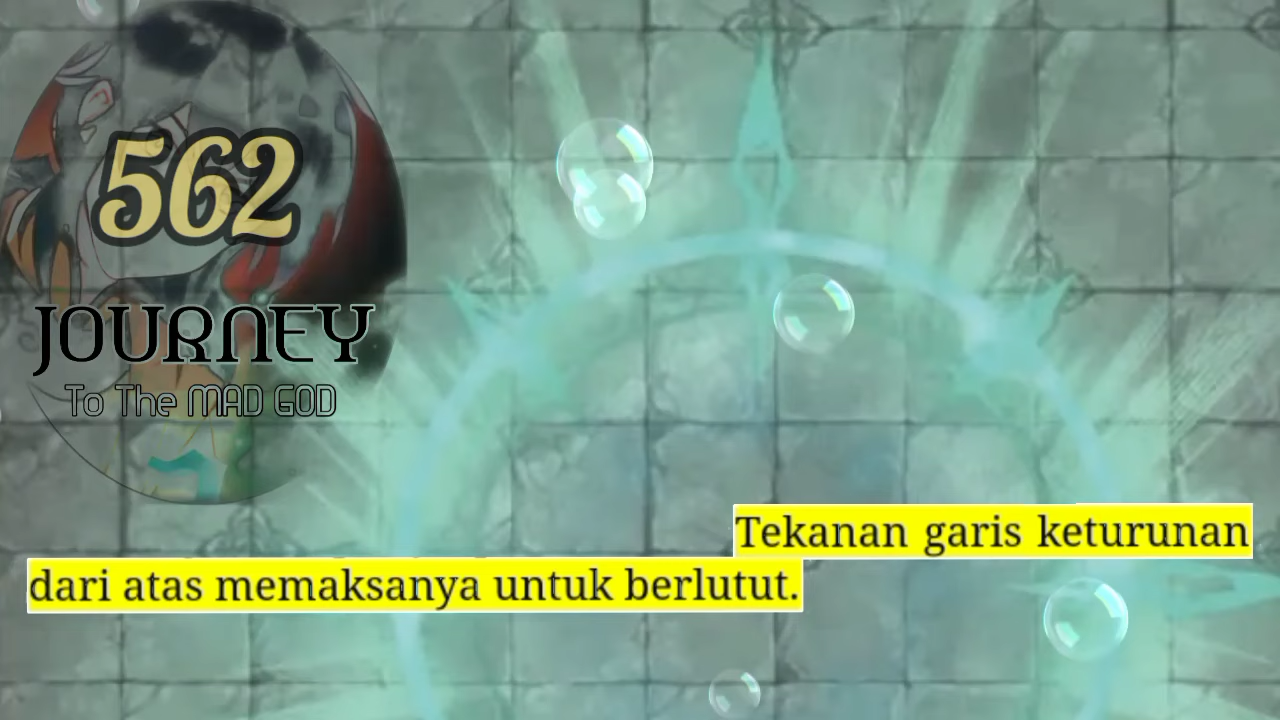 562
JOURNEY
To The MAD GOD
Tekanan garis keturunan
dari atas memaksanya untuk berlutut.